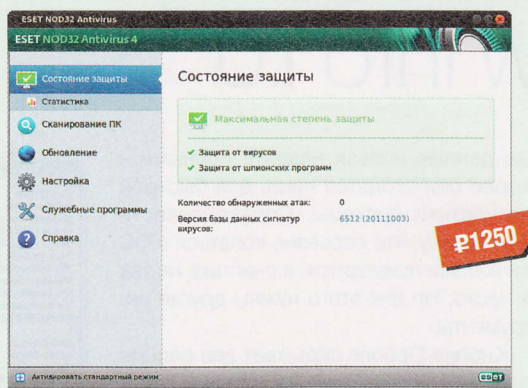 ESET NOD32 Antivirus
ESET NOD32 Antivirus 4
Состояние защиты
Статистика
Сканирование ПК
Обновление
Настройка
Служебные программы
Справка
Состояние защиты
Максимальная степень защиты
Защита от вирусов
Защита от шпионских программ
Количество обнаруженных атак: 0
Версия базы данных сигнатур вирусов: 6512 (20111003)
₽1250
Активировать стандартный режим
eset